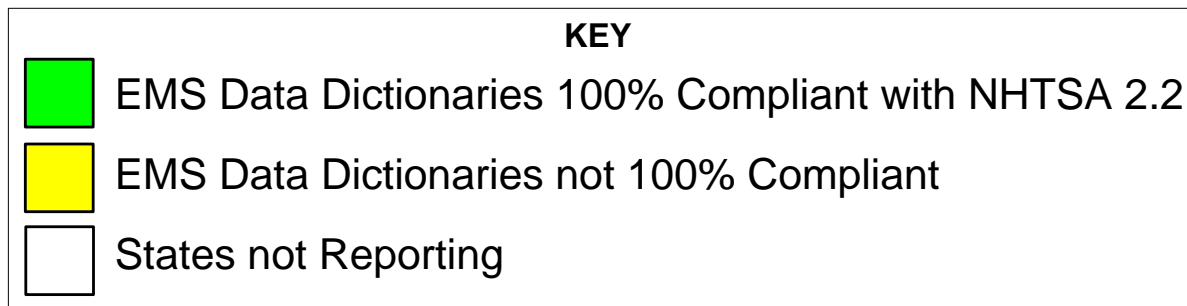 KEY
EMS Data Dictionaries 100% Compliant with NHTSA 2.2
EMS Data Dictionaries not 100% Compliant
States not Reporting